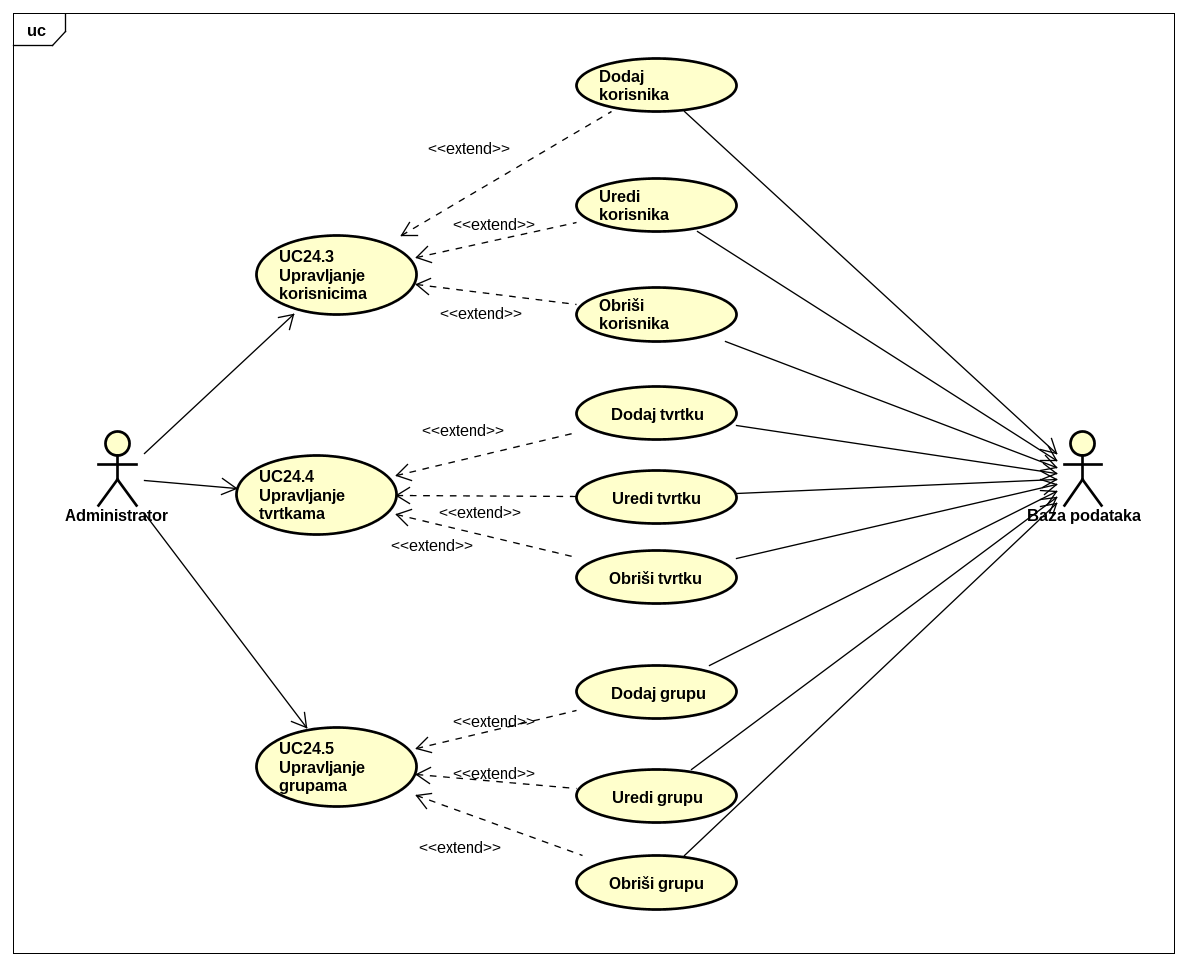 uc
Dodaj
korisnika
<<extend>>
Uredi
korisnika
<<extend>>
UC24.3
Upravljanje
korisnicima
Obriši
korisnika
<<extend>>
Dodaj tvrtku
<<extend>>
UC24.4
Upravljanje
tvrtkama
Uredi tvrtku
<<extend>>
Administrator
Baza podataka
<<extend>>
Obriši tvrtku
Dodaj grupu
<<extend>>
UC24.5
Upravljanje
grupama
<<extend>>
Uredi grupu
<<extend>>
Obriši grupu